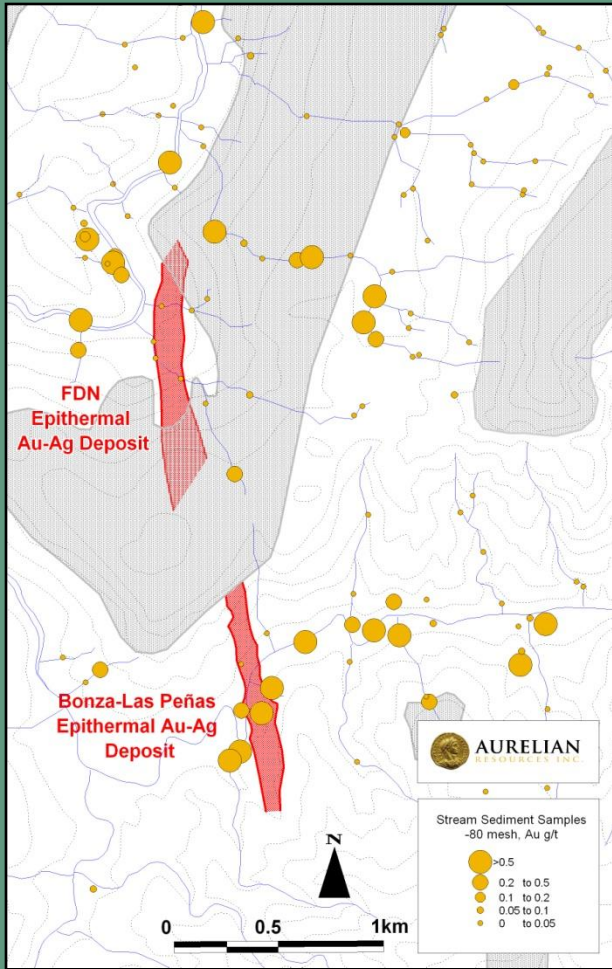 FDN
Epithermal
Au-Ag Deposit
Bonza-Las Peñas
Epithermal Au-Ag
Deposit
AURELIAN
RESOURCES INC.
Stream Sediment Samples
-80 mesh, Au g/t
>0.5
0.2 to 0.5
0.1 to 0.2
0.05 to 0.1
0 to 0.05
N
0 0.5 1km